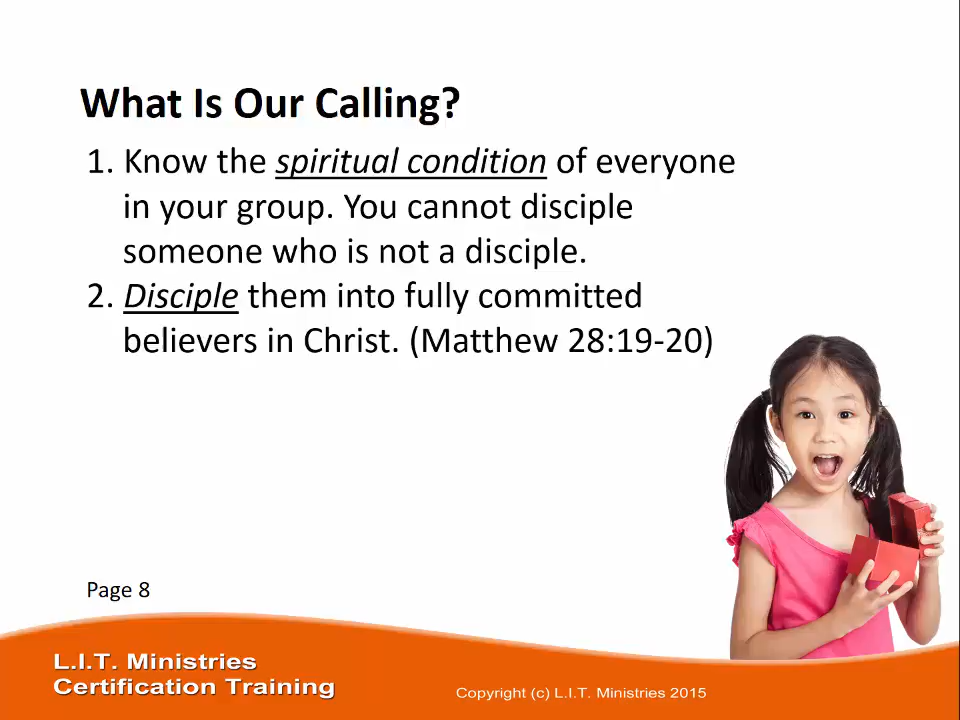 What Is Our Calling?
1. Know the spiritual condition of everyone
in your group. You cannot disciple
someone who is not a disciple.
2. Disciple them into fully committed
believers in Christ. (Matthew 28:19-20)
Page 8
L.I.T. Ministries
Certification Training
Copyright (c) L.I.T. Ministries 2015